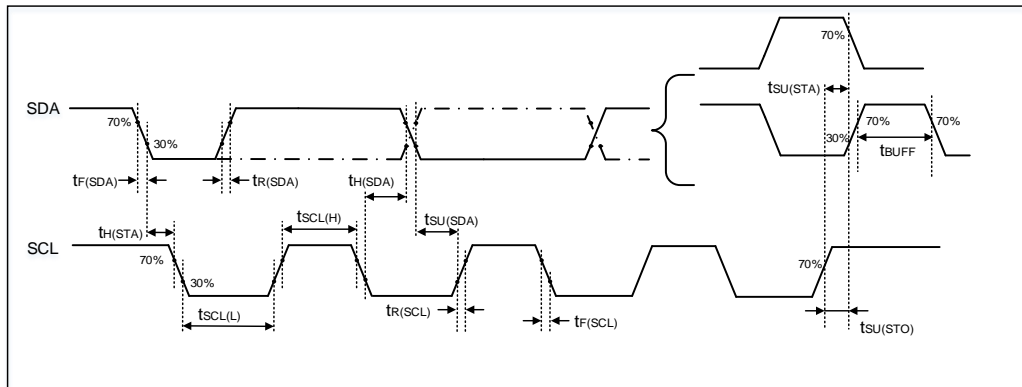 70%
tSU(STA)
SDA
70%
30%
30%
70%
70%
tBUFF
tF(SDA)
tR(SDA)
tH(SDA)
tH(STA)
tSCL(H)
tSU(SDA)
SCL
70%
30%
70%
tSCL(L)
tR(SCL)
tF(SCL)
tSU(STO)